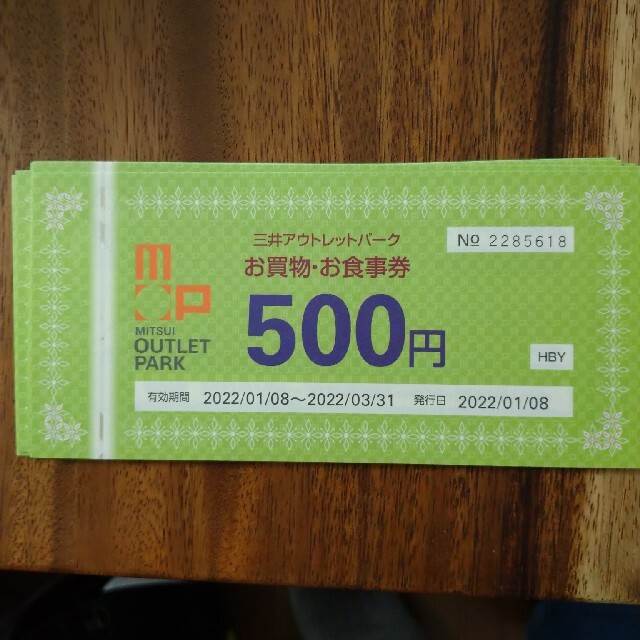 三井アウトレットパーク
お買物・お食事券
No 2285618
mOP
MITSUI
OUTLET
PARK
500円
HBY
有効期間 2022/01/08～2022/03/31 発行日 2022/01/08